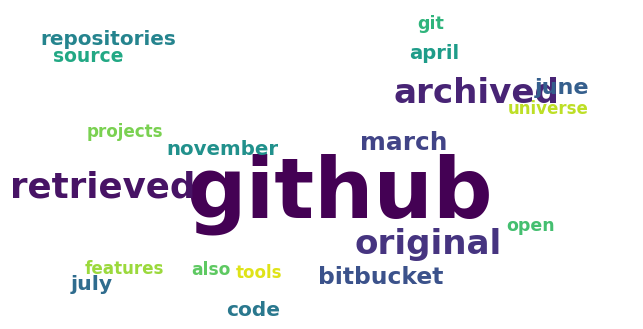 git
repositories
april
source
archived
june
universe
projects
march
november
retrieved
github
open
original
features
also
tools
bitbucket
july
code